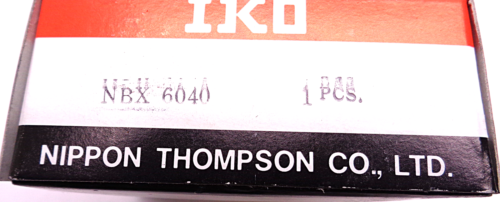 IKO
NBX 6040 1 PCS.
NIPPON THOMPSON CO., LTD.